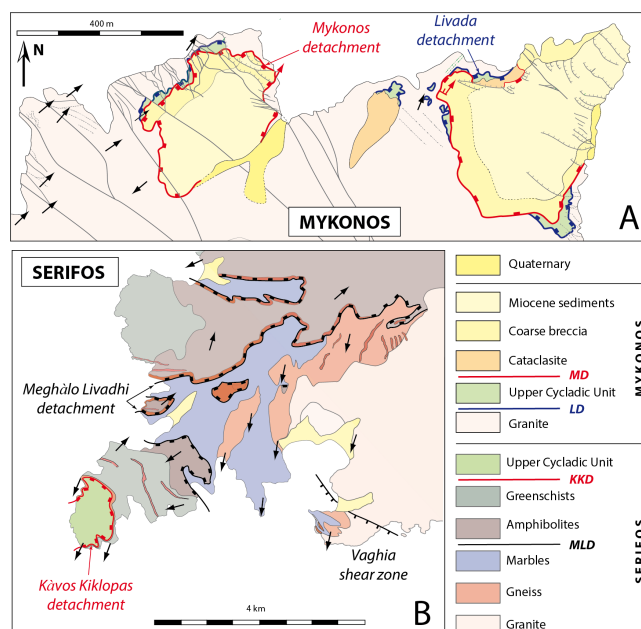 400 m
N
Mykonos
detachment
Livada
detachment
MYKONOS
A
SERIFOS
Meghàlo Livadhi
detachment
Kàvos Kiklopas
detachment
Vaghia
shear zone
4 km
B
Quaternary
Miocene sediments
Coarse breccia
Cataclasite
MD
Upper Cycladic Unit
LD
Granite
MYKONOS
Upper Cycladic Unit
KKD
Greenschists
Amphibolites
MLD
Marbles
Gneiss
Granite
SERIFOS